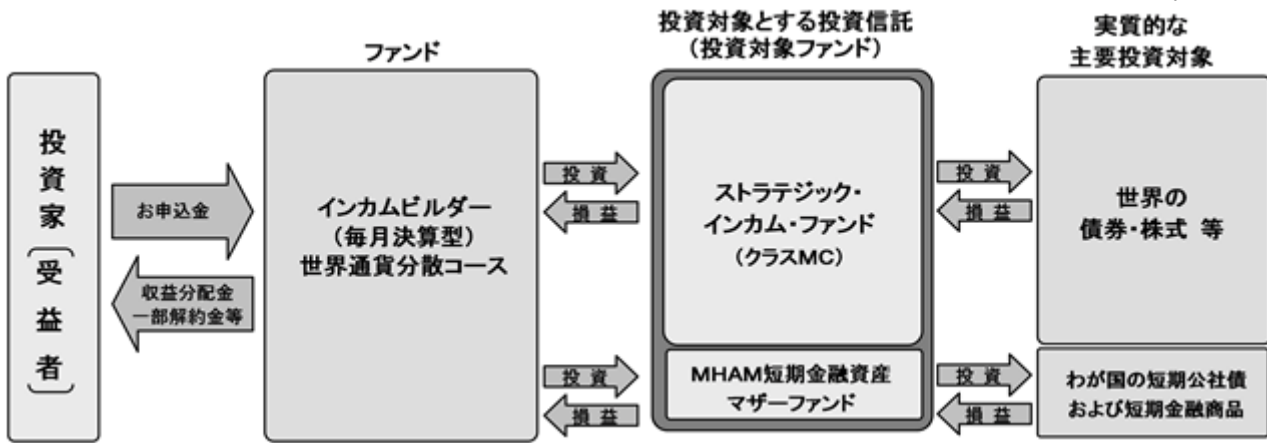 ファンド
投資対象とする投資信託
(投資対象ファンド)
実質的な
主要投資対象
投資家(受益者)
お申込金
収益分配金
一部解約金等
インカムビルダー
(毎月決算型)
世界通貨分散コース
投資
損益
投資
損益
ストラテジック・
インカム・ファンド
(クラスMC)
MHAM短期金融資産
マザーファンド
投資
損益
投資
損益
世界の
債券・株式 等
わが国の短期公社債
および短期金融商品